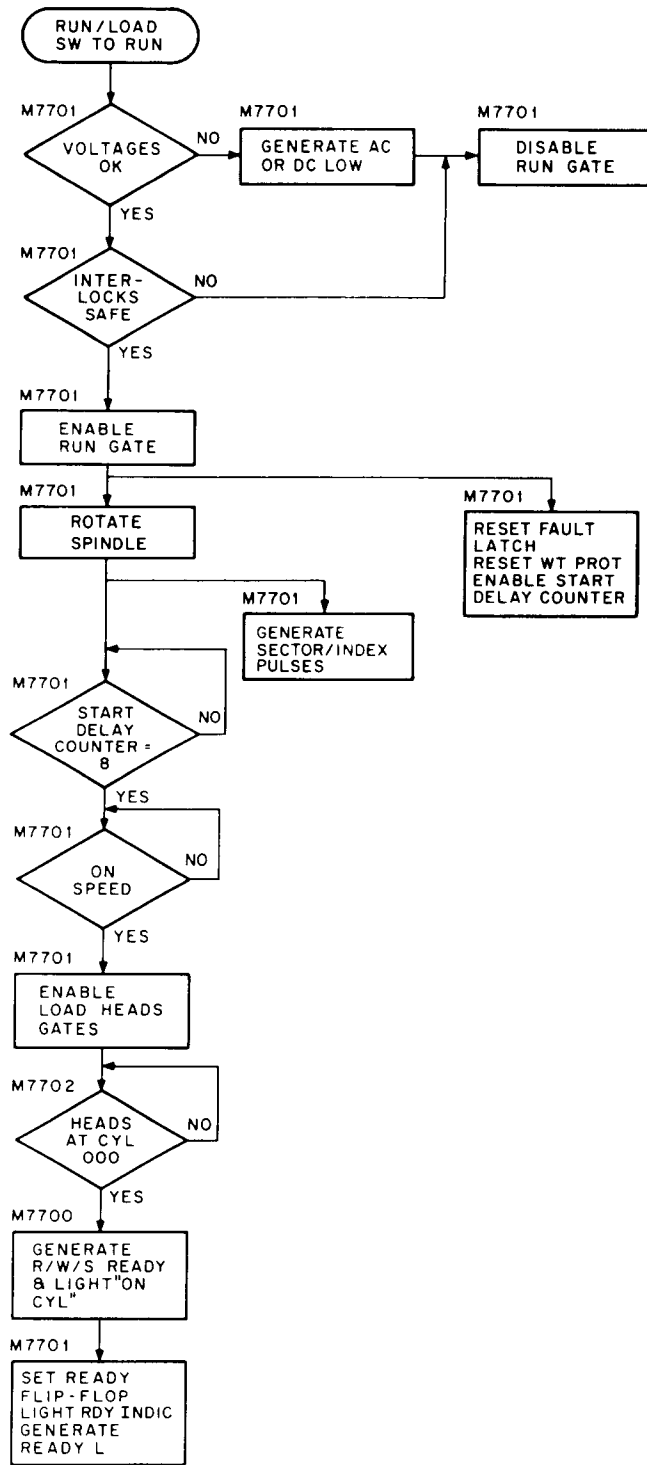 RUN/LOAD
SW TO RUN
M7701
VOLTAGES
OK
NO
YES
M7701
GENERATE AC
OR DC LOW
M7701
DISABLE
RUN GATE
M7701
INTER-
LOCKS
SAFE
NO
YES
M7701
ENABLE
RUN GATE
M7701
ROTATE
SPINDLE
M7701
RESET FAULT
LATCH
RESET WT PROT
ENABLE START
DELAY COUNTER
M7701
GENERATE
SECTOR/INDEX
PULSES
M7701
START
DELAY
COUNTER =
8
NO
YES
M7701
ON
SPEED
NO
YES
M7701
ENABLE
LOAD HEADS
GATES
M7702
HEADS
AT CYL
000
NO
YES
M7700
GENERATE
R/W/S READY
& LIGHT "ON
CYL"
M7701
SET READY
FLIP-FLOP
LIGHT RDY INDIC
GENERATE
READY L